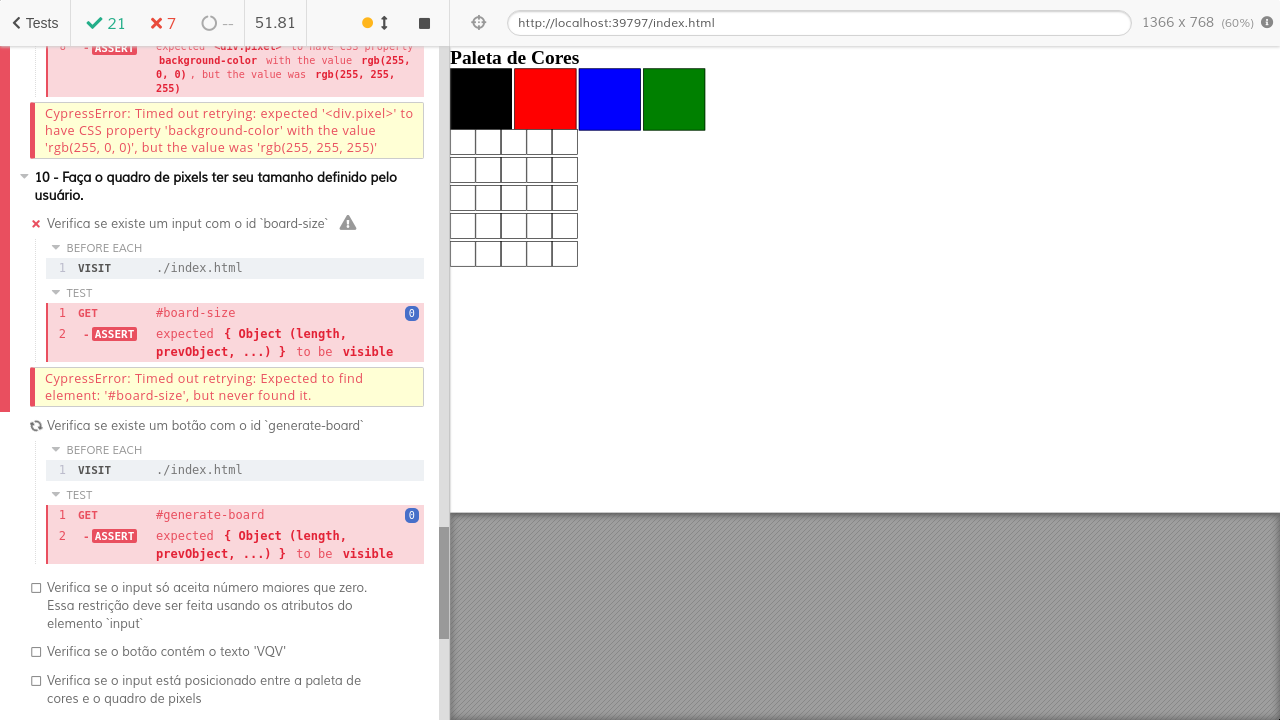 Tests
21
7
--
51.81
http://localhost:39797/index.html
1366 x 768 (60%)
- ASSERT expected <div.pixel> to have CSS property
background-color with the value rgb(255,
0, 0) , but the value was rgb(255, 255,
255)
CypressError: Timed out retrying: expected '<div.pixel>' to
have CSS property 'background-color' with the value
'rgb(255, 0, 0)', but the value was 'rgb(255, 255, 255)'
10 - Faça o quadro de pixels ter seu tamanho definido pelo
usuário.
Verifica se existe um input com o id `board-size`
BEFORE EACH
1 VISIT ./index.html
TEST
1 GET #board-size 0
2 - ASSERT expected { Object (length,
prevObject, ...) } to be visible
CypressError: Timed out retrying: Expected to find
element: '#board-size', but never found it.
Verifica se existe um botão com o id `generate-board`
BEFORE EACH
1 VISIT ./index.html
TEST
1 GET #generate-board 0
2 - ASSERT expected { Object (length,
prevObject, ...) } to be visible
Verifica se o input só aceita número maiores que zero.
Essa restrição deve ser feita usando os atributos do
elemento `input`
Verifica se o botão contém o texto 'VQV'
Verifica se o input está posicionado entre a paleta de
cores e o quadro de pixels
Paleta de Cores